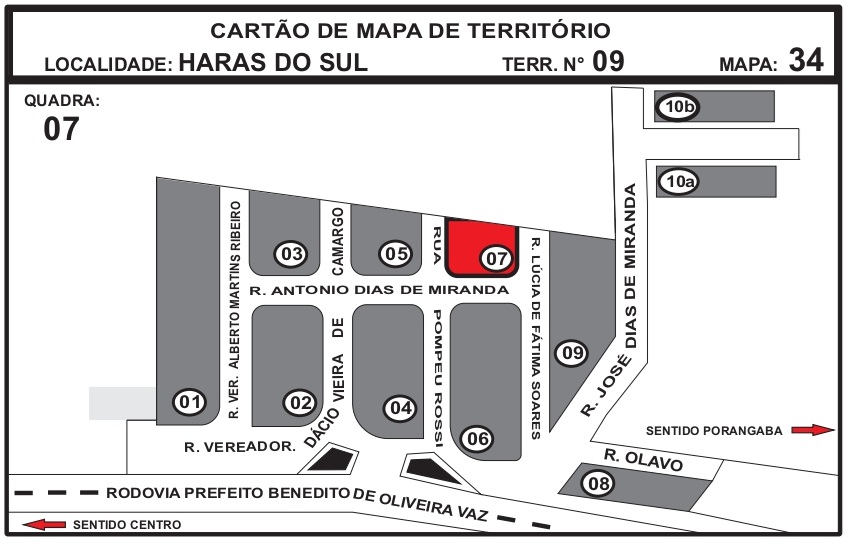 CARTÃO DE MAPA DE TERRITÓRIO
LOCALIDADE: HARAS DO SUL TERR. N° 09 MAPA: 34
QUADRA:
07
10b
10a
R. JOSÉ DIAS DE MIRANDA
03
05
07
R. VER. ALBERTO MARTINS RIBEIRO
DÁCIO VIEIRA DE CAMARGO
RUA POMPEU ROSSI
R. LÚCIA DE FÁTIMA SOARES
R. ANTONIO DIAS DE MIRANDA
09
01
02
04
06
R. VEREADOR.
SENTIDO PORANGABA
R. OLAVO
08
RODOVIA PREFEITO BENEDITO DE OLIVEIRA VAZ
SENTIDO CENTRO